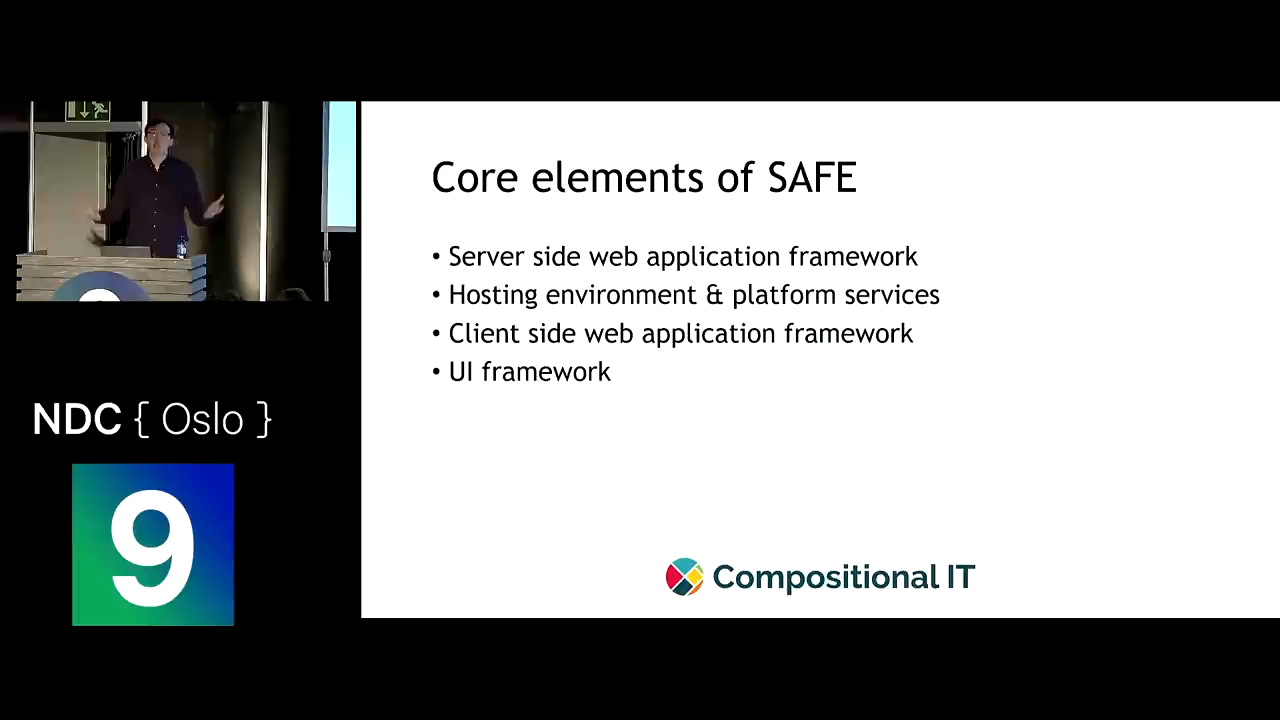 Core elements of SAFE
• Server side web application framework
• Hosting environment & platform services
• Client side web application framework
• UI framework
NDC { Oslo }
9
Compositional IT